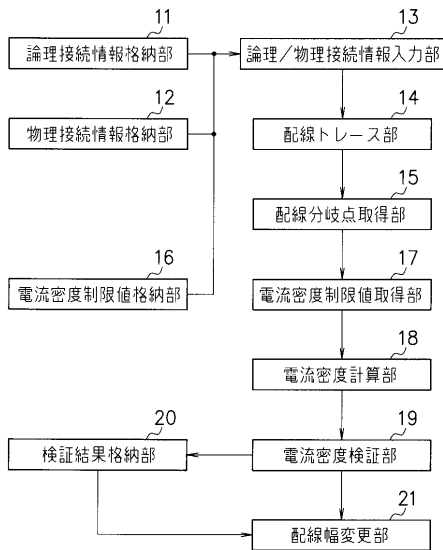 11
論理接続情報格納部
13
論理/物理接続情報入力部
12
物理接続情報格納部
14
配線トレース部
15
配線分岐点取得部
16
電流密度制限値格納部
17
電流密度制限値取得部
18
電流密度計算部
20
検証結果格納部
19
電流密度検証部
21
配線幅変更部